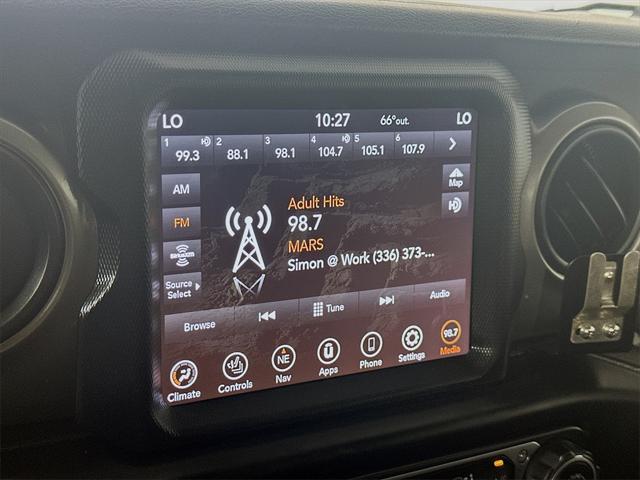 LO 10:27 66°out. LO
1 99.3 2 88.1 3 98.1 4 104.7 5 105.1 6 107.9
AM
Map
FM
Adult Hits
98.7
MARS
Simon @ Work (336) 373-...
SiriusXM
Source Select
Browse Tune Audio
Climate Controls NE Nav Apps Phone Settings 98.7 Media